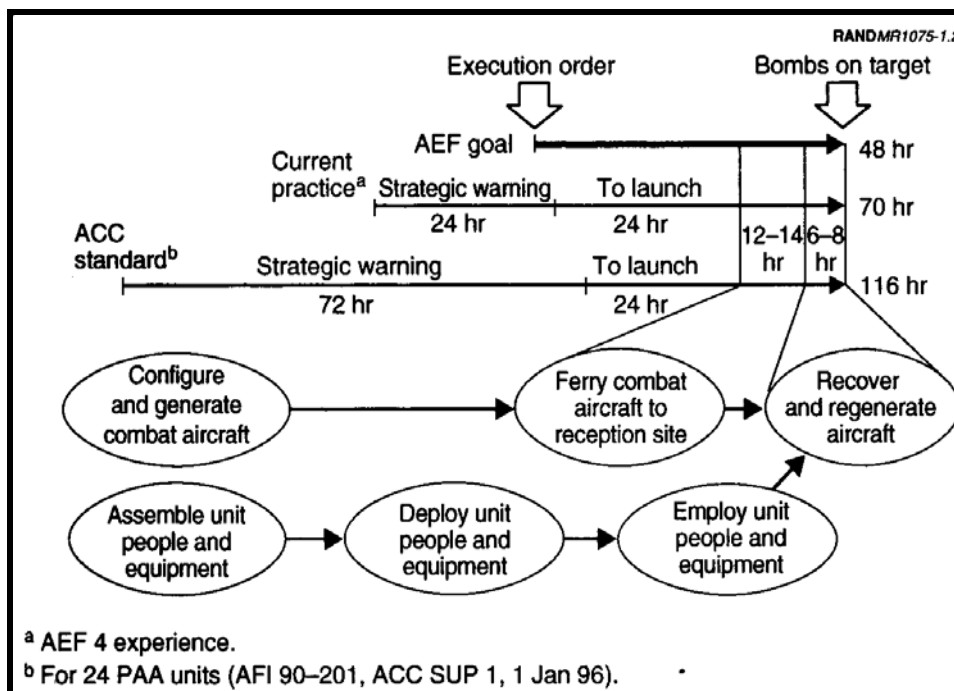 RANDMR1075-1.2
Execution order
Bombs on target
AEF goal
48 hr
Current
practiceᵃ
Strategic warning
To launch
70 hr
24 hr
24 hr
ACC
standardᵇ
12–14
hr
6–8
hr
Strategic warning
To launch
116 hr
72 hr
24 hr
Configure
and generate
combat aircraft
Ferry combat
aircraft to
reception site
Recover
and regenerate
aircraft
Assemble unit
people and
equipment
Deploy unit
people and
equipment
Employ unit
people and
equipment
ᵃ AEF 4 experience.
ᵇ For 24 PAA units (AFI 90–201, ACC SUP 1, 1 Jan 96).